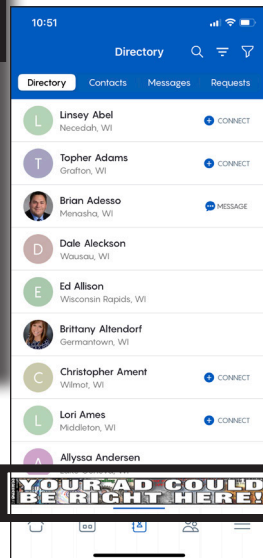 10:51
Directory
Directory Contacts Messages Requests
L Linsey Abel
Necedah, WI
CONNECT
T Topher Adams
Grafton, WI
CONNECT
Brian Adesso
Menasha, WI
MESSAGE
D Dale Aleckson
Wausau, WI
E Ed Allison
Wisconsin Rapids, WI
Brittany Altendorf
Germantown, WI
C Christopher Ament
Wilmot, WI
CONNECT
L Lori Ames
Middleton, WI
CONNECT
A Allyssa Andersen
YOUR AD COULD
BE RIGHT HERE!